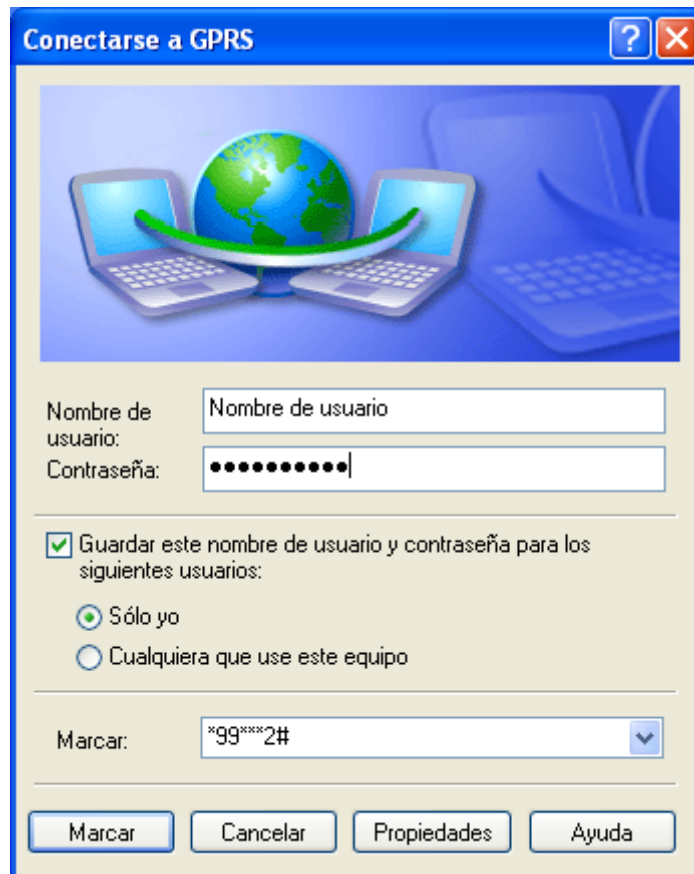 Conectarse a GPRS
Nombre de
usuario:
Nombre de usuario
Contraseña:
●●●●●●●●●●
Guardar este nombre de usuario y contraseña para los
siguientes usuarios:
Sólo yo
Cualquiera que use este equipo
Marcar:
*99***2#
Marcar
Cancelar
Propiedades
Ayuda